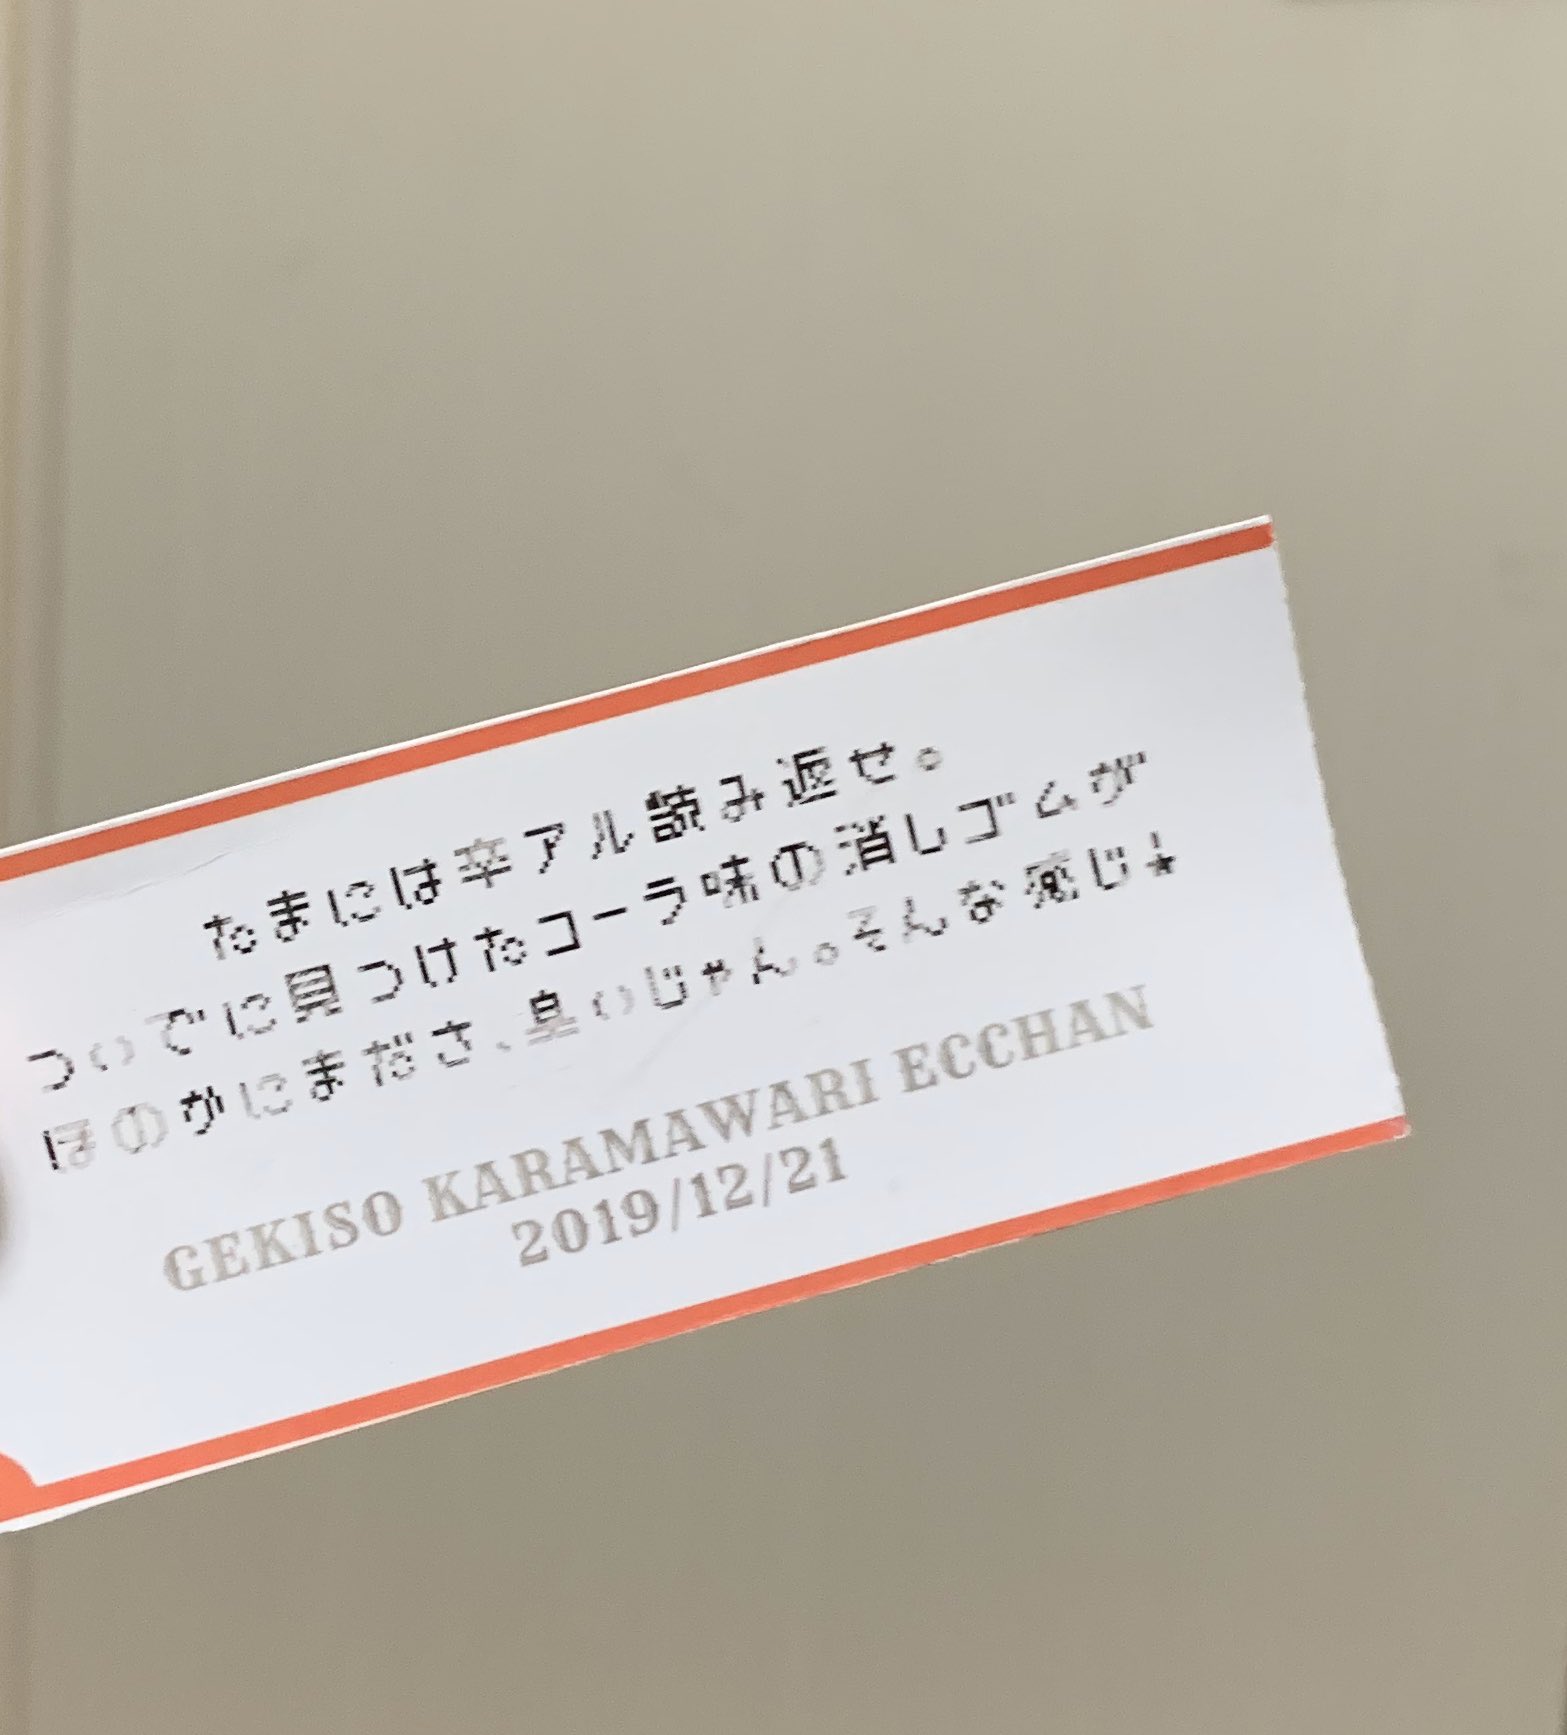 たまには卒アル読み返せ。
ついでに見つけたコーラ味の消しゴムが
ほのかにまださ、臭いじゃん。そんな感じ★
GEKISO KARAMAWARI ECCHAN
2019/12/21